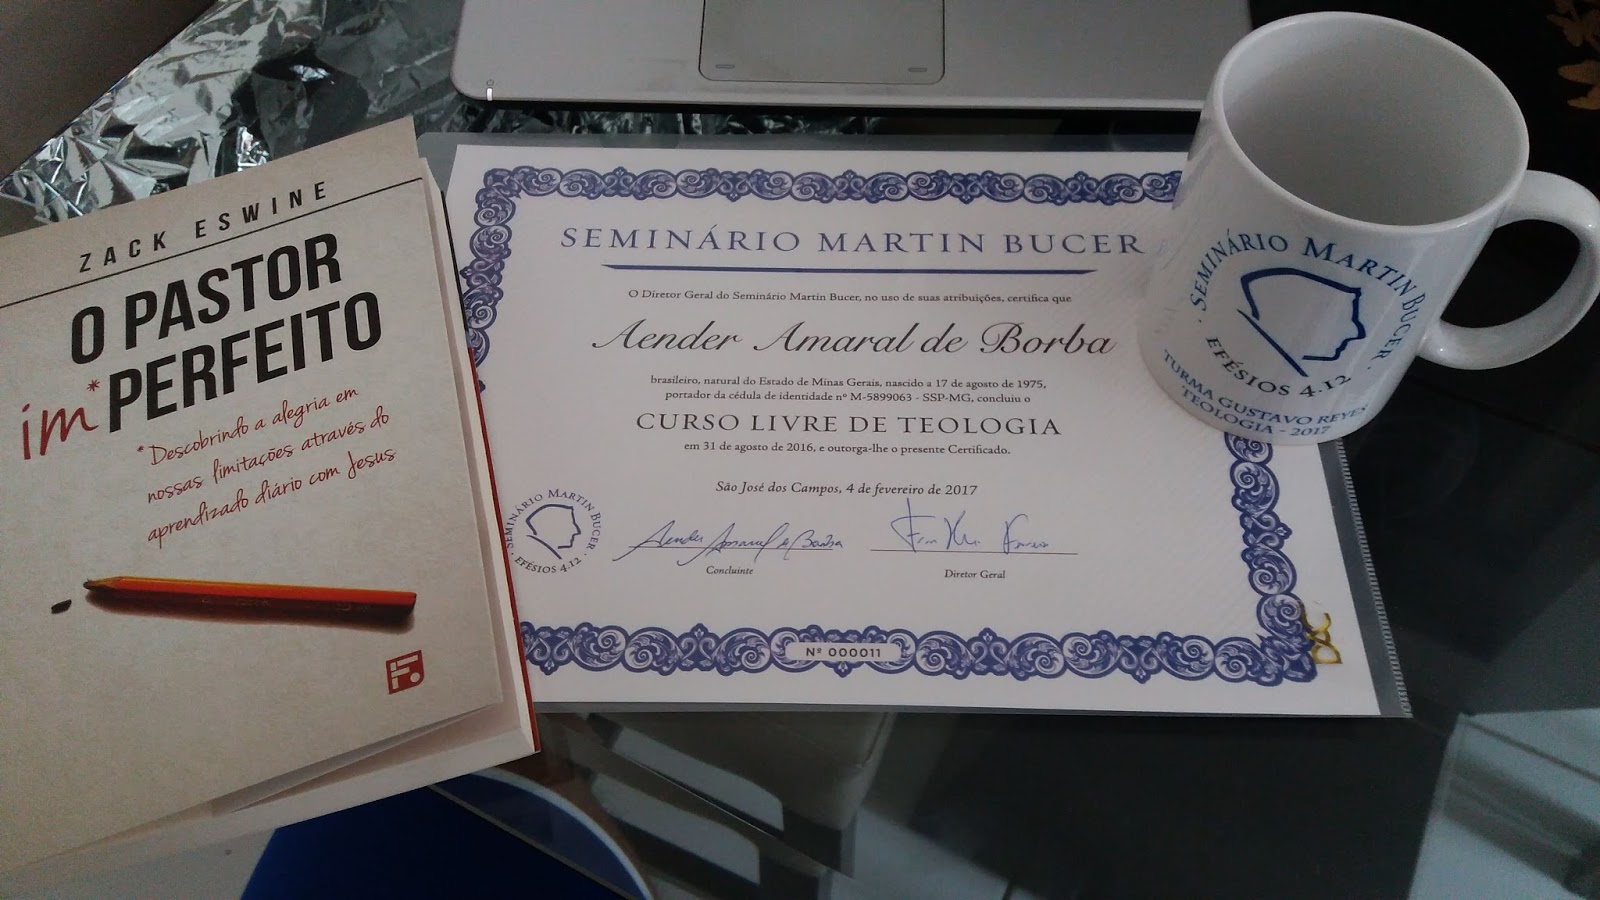 ZACK ESWINE
O PASTOR
im*PERFEITO
*Descobrindo a alegria em
nossas limitações através do
aprendizado diário com Jesus
F
SEMINÁRIO MARTIN BUCER
O Diretor Geral do Seminário Martin Bucer, no uso de suas atribuições, certifica que
Aender Amaral de Borba
brasileiro, natural do Estado de Minas Gerais, nascido a 17 de agosto de 1975,
portador da cédula de identidade nº M-5899063 - SSP-MG, concluiu o
CURSO LIVRE DE TEOLOGIA
em 31 de agosto de 2016, e outorga-lhe o presente Certificado.
São José dos Campos, 4 de fevereiro de 2017
SEMINÁRIO MARTIN BUCER
· EFÉSIOS 4.12 ·
Aender Amaral de Borba
Concluinte
Diretor Geral
Nº 000011
· SEMINÁRIO MARTIN BUCER ·
EFÉSIOS 4.12
TURMA GUSTAVO REYES
TEOLOGIA - 2017